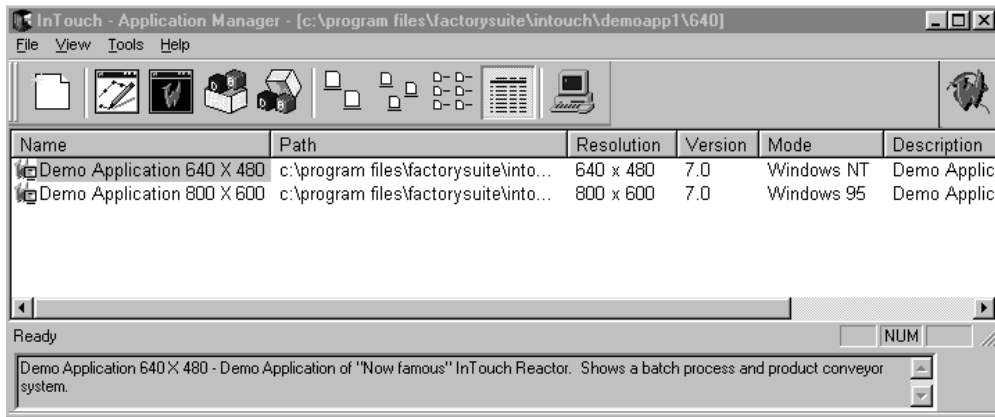 InTouch - Application Manager - [c:\program files\factorysuite\intouch\demoapp1\640]
File View Tools Help
Name Path Resolution Version Mode Description
Demo Application 640 X 480 c:\program files\factorysuite\into... 640 x 480 7.0 Windows NT Demo Applic
Demo Application 800 X 600 c:\program files\factorysuite\into... 800 x 600 7.0 Windows 95 Demo Applic
Ready NUM
Demo Application 640 X 480 - Demo Application of "Now famous" InTouch Reactor. Shows a batch process and product conveyor
system.